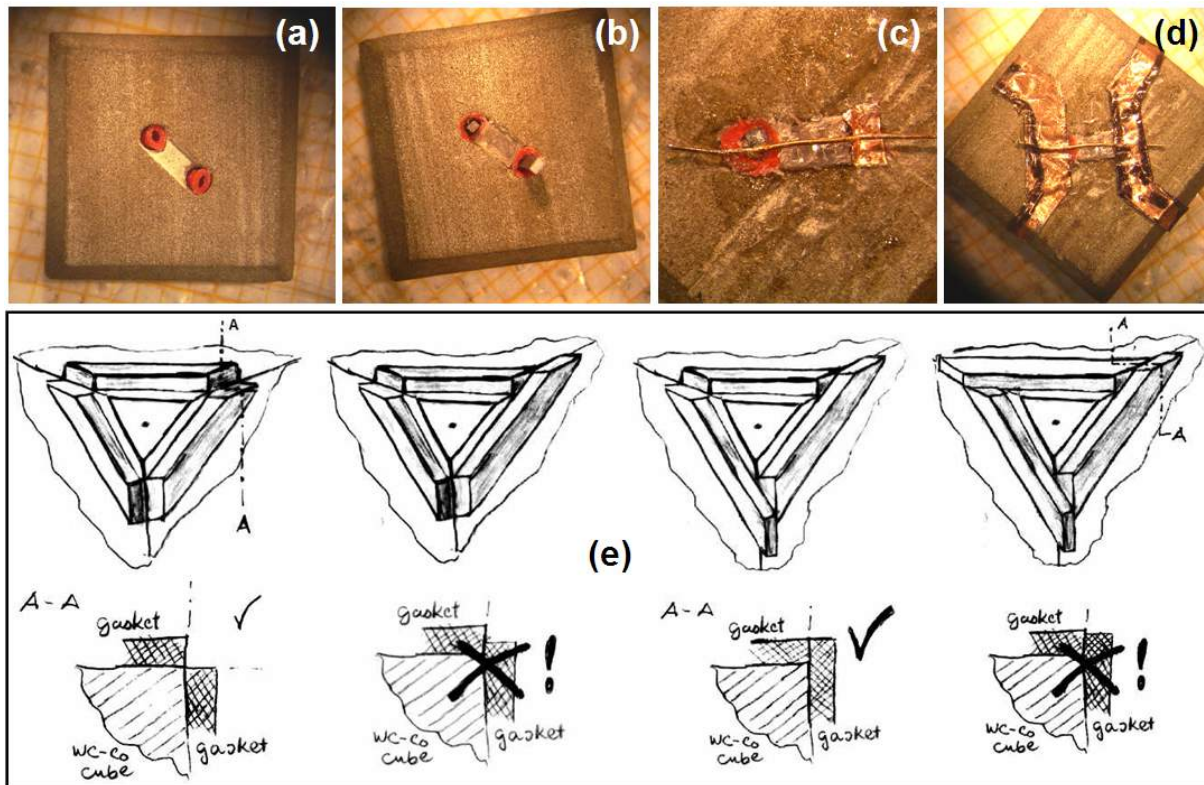 (a)
(b)
(c)
(d)
A
A
A
A
(e)
A-A
gasket
WC-Co
cube
gasket
gasket
WC-Co
cube
gasket
A-A
gasket
WC-Co
cube
gasket
gasket
WC-Co
cube
gasket
!
!